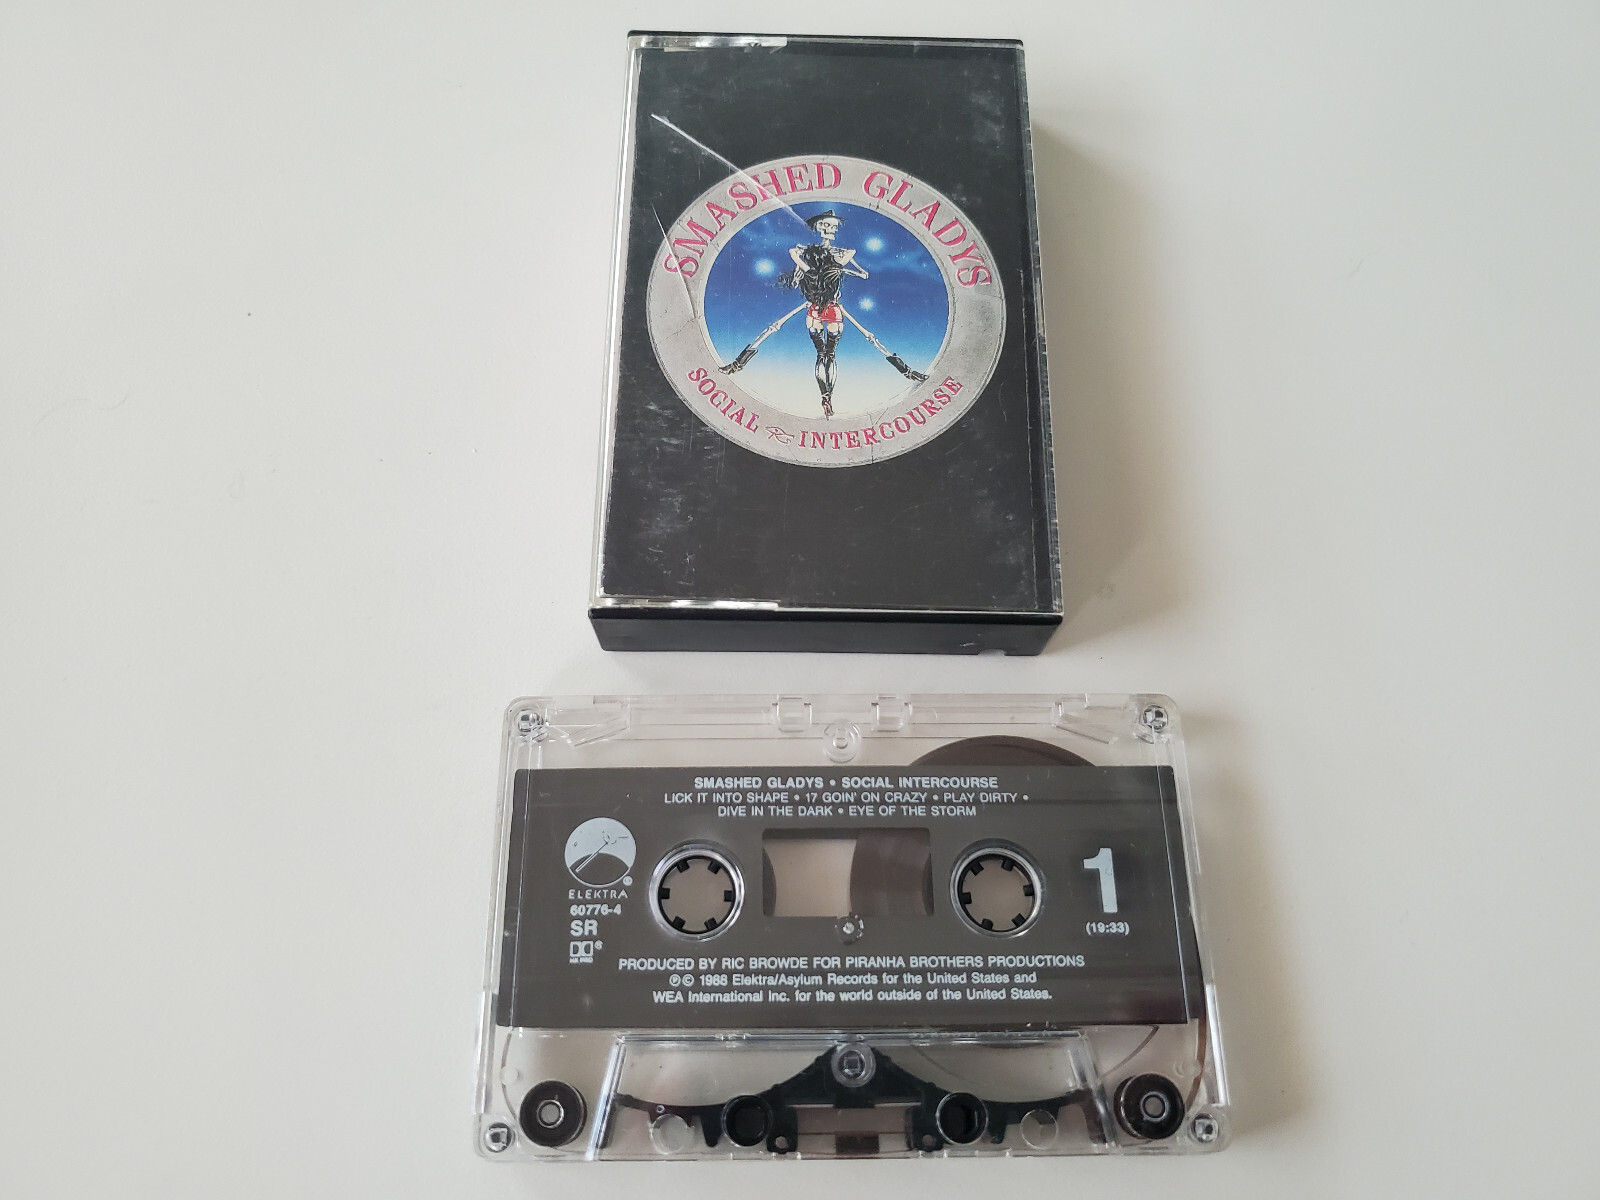 SMASHED GLADYS
SOCIAL INTERCOURSE
SMASHED GLADYS • SOCIAL INTERCOURSE
LICK IT INTO SHAPE • 17 GOIN' ON CRAZY • PLAY DIRTY •
DIVE IN THE DARK • EYE OF THE STORM
ELEKTRA®
60776-4
SR
1
(19:33)
PRODUCED BY RIC BROWDE FOR PIRANHA BROTHERS PRODUCTIONS
℗© 1988 Elektra/Asylum Records for the United States and
WEA International Inc. for the world outside of the United States.